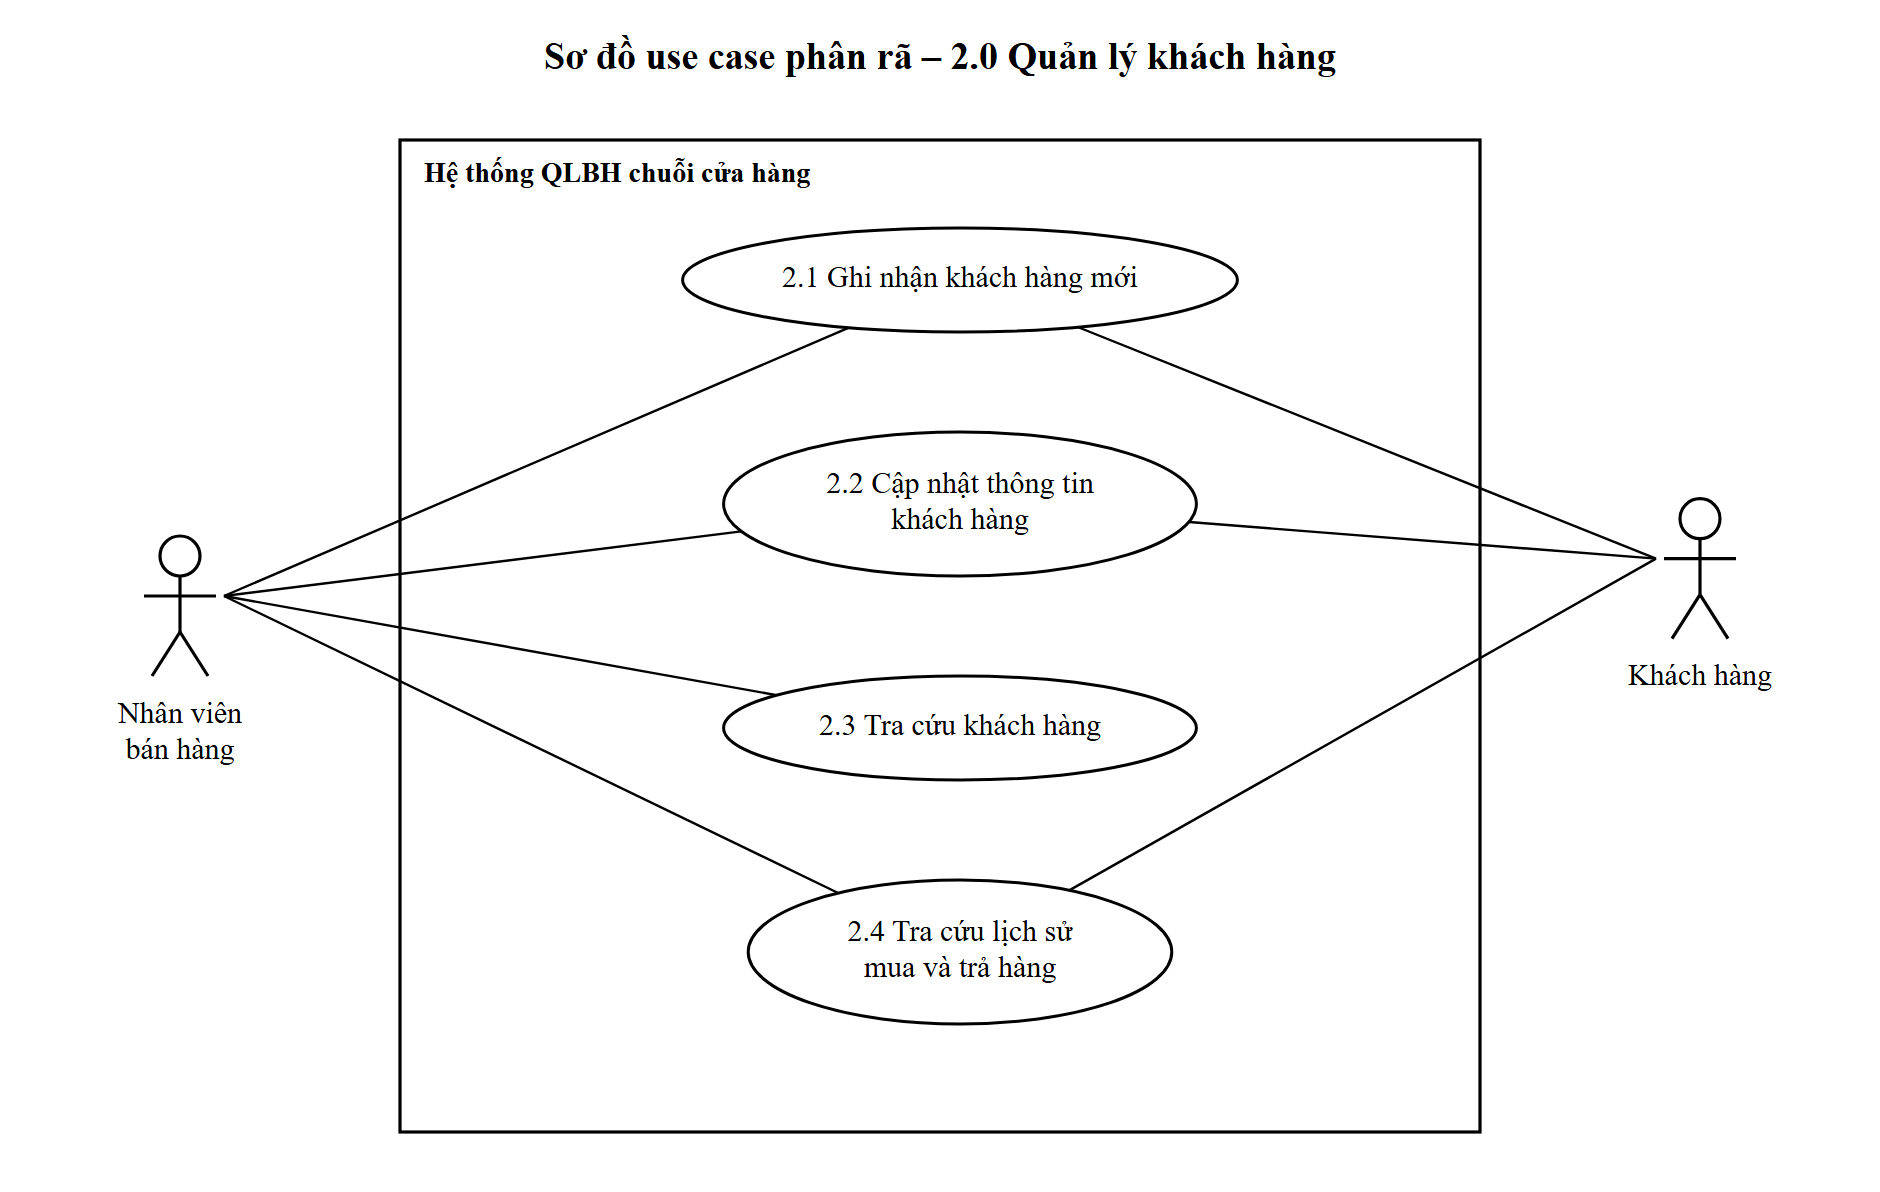 Sơ đồ use case phân rã – 2.0 Quản lý khách hàng
Hệ thống QLBH chuỗi cửa hàng
2.1 Ghi nhận khách hàng mới
2.2 Cập nhật thông tin
khách hàng
2.3 Tra cứu khách hàng
2.4 Tra cứu lịch sử
mua và trả hàng
Nhân viên
bán hàng
Khách hàng